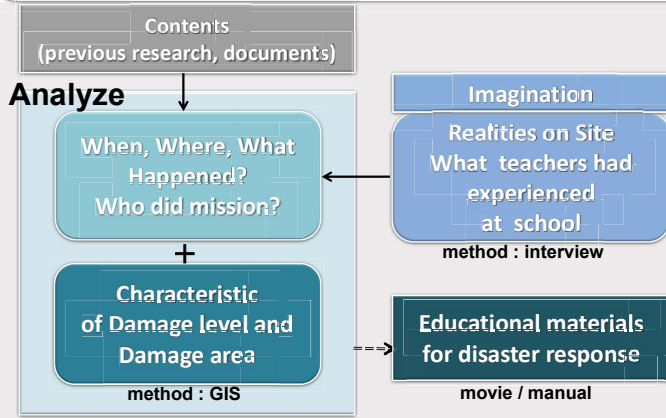 Contents
(previous research, documents)
Analyze
When, Where, What
Happened?
Who did mission?
+
Characteristic
of Damage level and
Damage area
method : GIS
Imagination
Realities on Site
What teachers had
experienced
at school
method : interview
Educational materials
for disaster response
movie / manual